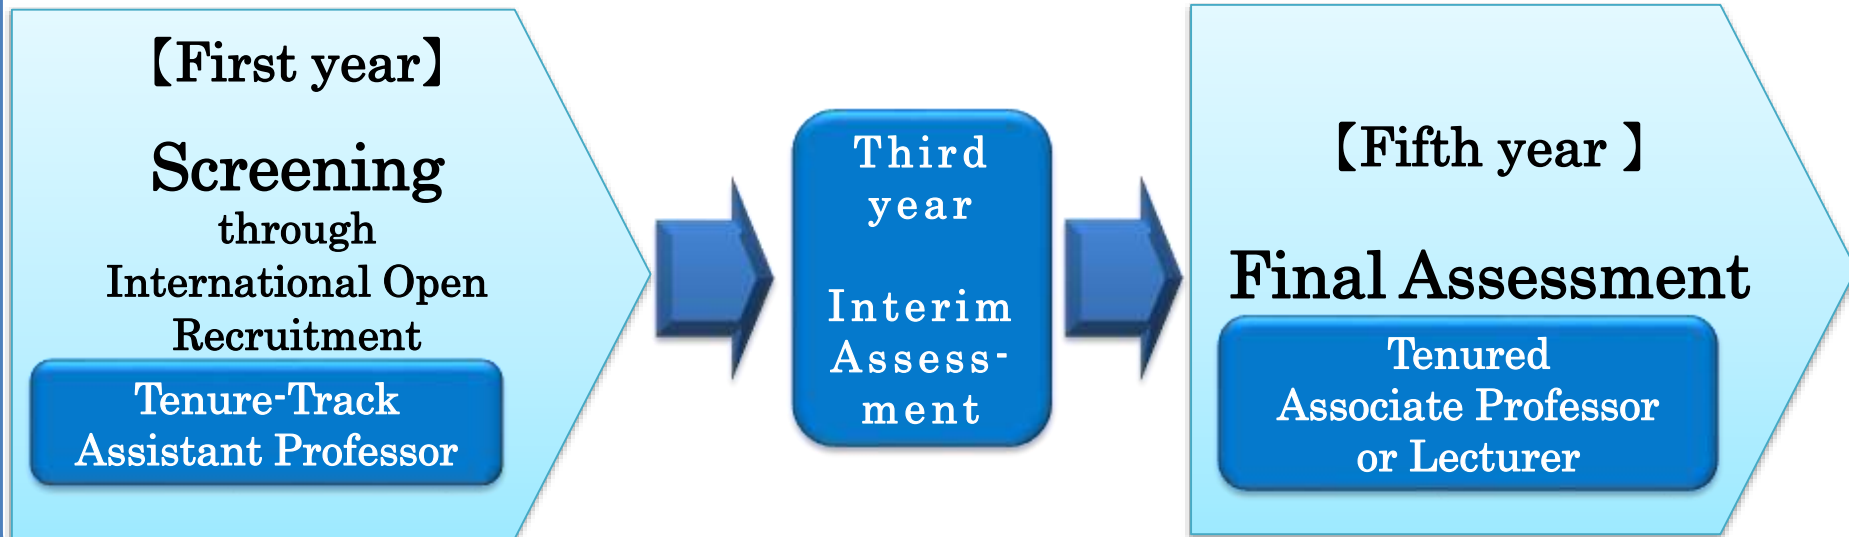 【First year】
Screening
through
International Open
Recruitment
Tenure-Track
Assistant Professor
Third
year
Interim
Assess-
ment
【Fifth year 】
Final Assessment
Tenured
Associate Professor
or Lecturer